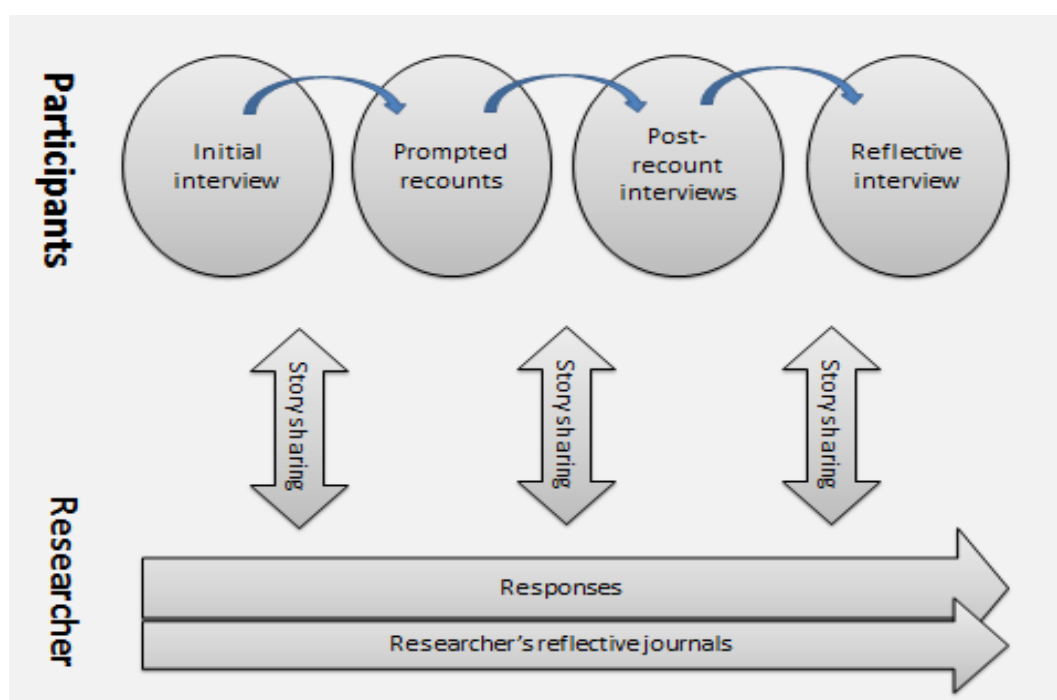 Participants
Initial
interview
Prompted
recounts
Post-
recount
interviews
Reflective
interview
Story sharing
Story sharing
Story sharing
Researcher
Responses
Researcher’s reflective journals